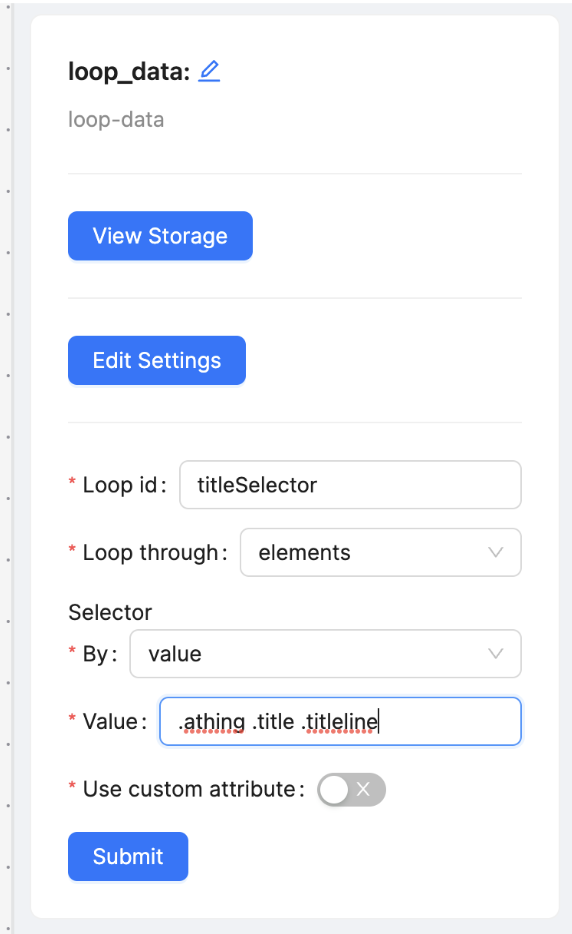 loop_data:
loop-data
View Storage
Edit Settings
* Loop id: titleSelector
* Loop through: elements
Selector
* By: value
* Value: .athing .title .titleline
* Use custom attribute:
Submit